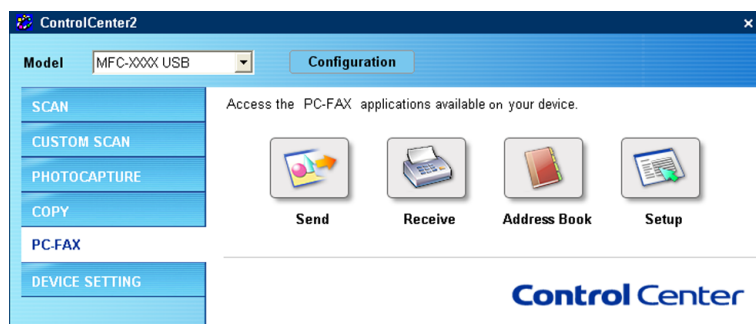 ControlCenter2
Model MFC-XXXX USB Configuration
SCAN
CUSTOM SCAN
PHOTOCAPTURE
COPY
PC-FAX
DEVICE SETTING
Access the PC-FAX applications available on your device.
Send Receive Address Book Setup
Control Center